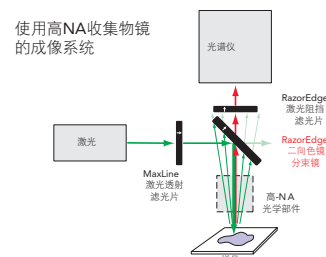 使用高NA收集物镜
的成像系统
光谱仪
RazorEdge
激光阻挡
滤光片
激光
RazorEdge
二向色镜
分束镜
MaxLine
激光透射
滤光片
高-NA
光学部件